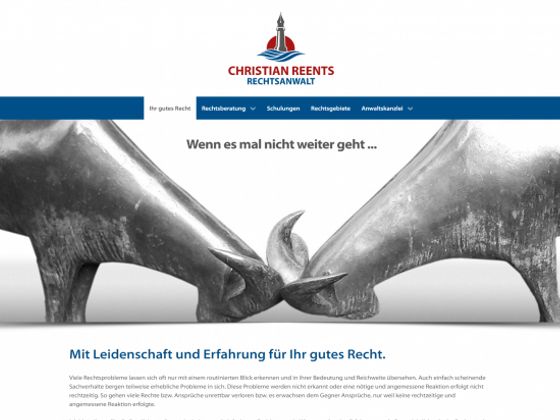 CHRISTIAN REENTS
RECHTSANWALT
Ihr gutes Recht Rechtsberatung Schulungen Rechtsgebiete Anwaltskanzlei
Wenn es mal nicht weiter geht ...
Mit Leidenschaft und Erfahrung für Ihr gutes Recht.
Viele Rechtsprobleme lassen sich oft nur mit einem routinierten Blick erkennen und in ihrer Bedeutung und Reichweite übersehen. Auch einfach scheinende
Sachverhalte bergen teilweise erhebliche Probleme in sich. Diese Probleme werden nicht erkannt oder eine nötige und angemessene Reaktion erfolgt nicht
rechtzeitig. So gehen viele Rechte bzw. Ansprüche unrettbar verloren bzw. es erwachsen dem Gegner Ansprüche, nur weil keine rechtzeitige und
angemessene Reaktion erfolgte.